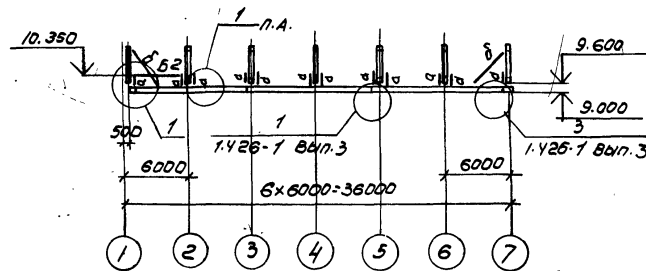 1
п.А.
10.350
δ
Б2
δ
9.600
а
а
а
а
а
а
а
а
а
а
а
а
500
1
1
1.426-1 Вып.3
9.000
3
1.426-1 Вып.3
6000
6000
6×6000=36000
1
2
3
4
5
6
7